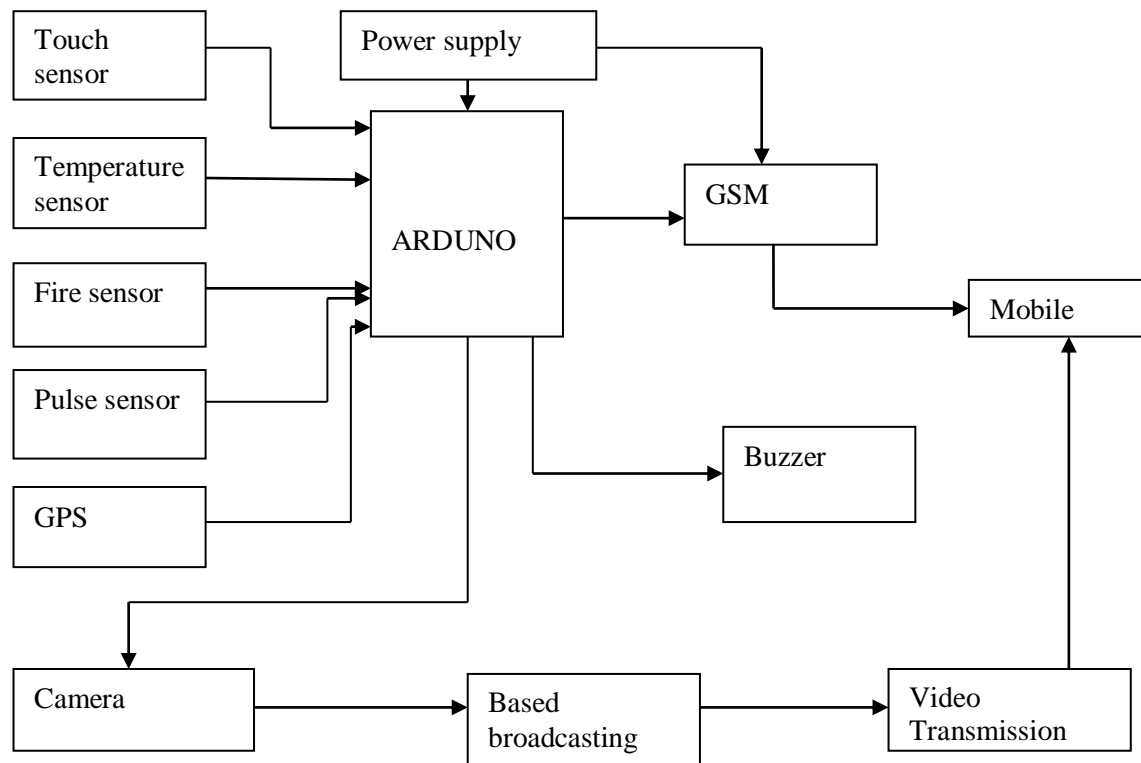 Touch
sensor
Power supply
Temperature
sensor
GSM
ARDUNO
Fire sensor
Mobile
Pulse sensor
Buzzer
GPS
Camera
Based
broadcasting
Video
Transmission